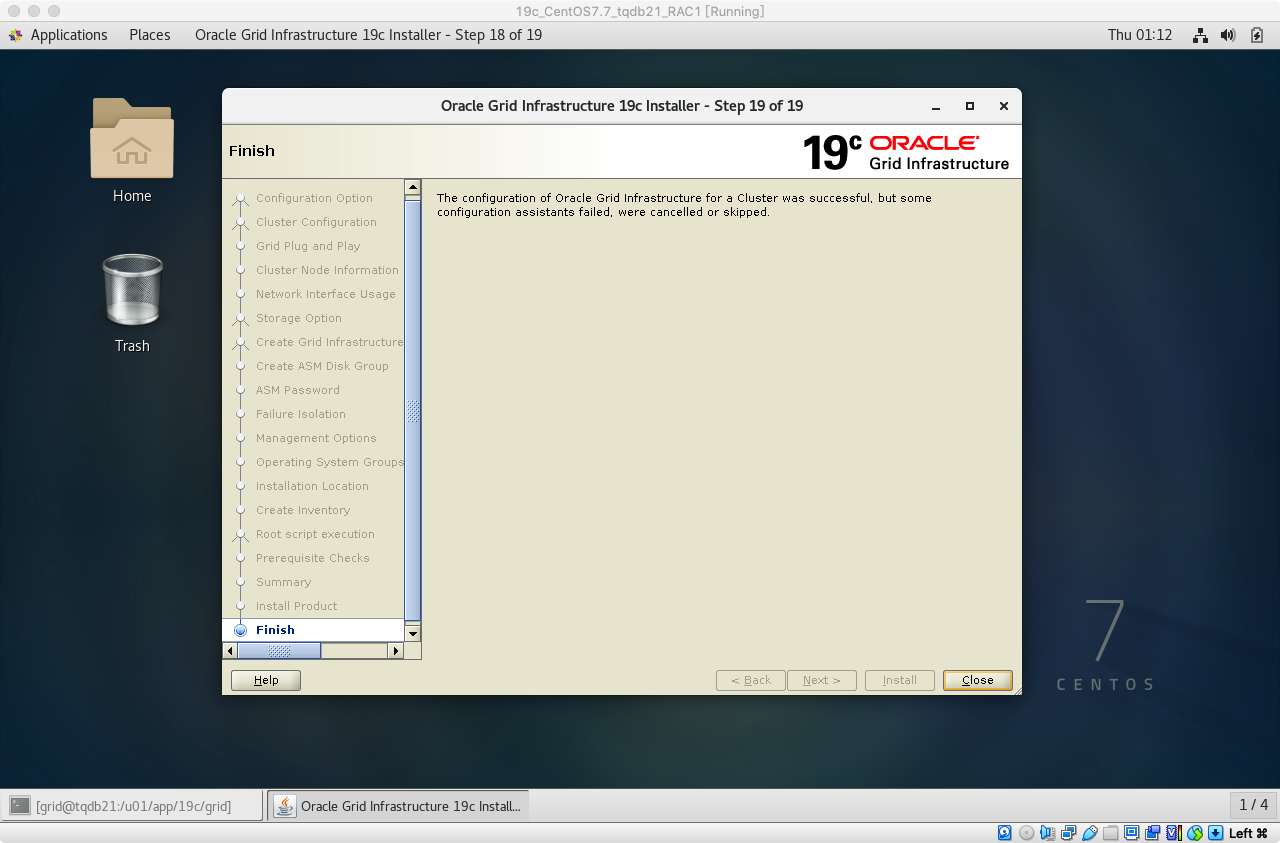 19c_CentOS7.7_tqdb21_RAC1 [Running]
Applications Places Oracle Grid Infrastructure 19c Installer - Step 18 of 19 Thu 01:12
Home
Trash
Oracle Grid Infrastructure 19c Installer - Step 19 of 19
Finish
19c ORACLE
Grid Infrastructure
Configuration Option
Cluster Configuration
Grid Plug and Play
Cluster Node Information
Network Interface Usage
Storage Option
Create Grid Infrastructure
Create ASM Disk Group
ASM Password
Failure Isolation
Management Options
Operating System Groups
Installation Location
Create Inventory
Root script execution
Prerequisite Checks
Summary
Install Product
Finish
The configuration of Oracle Grid Infrastructure for a Cluster was successful, but some
configuration assistants failed, were cancelled or skipped.
Help < Back Next > Install Close
7
CENTOS
[grid@tqdb21:/u01/app/19c/grid] Oracle Grid Infrastructure 19c Install... 1 / 4
Left ⌘